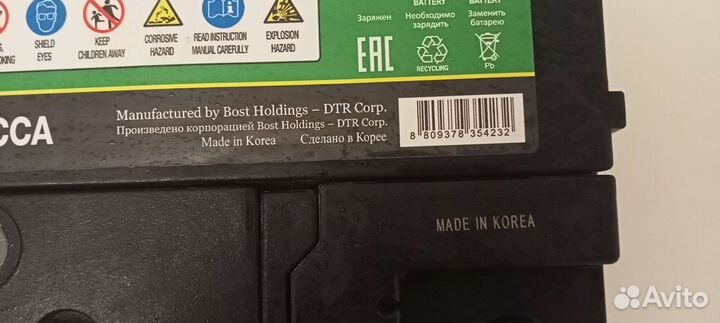 BATTERY BATTERY
Заряжен Необходимо зарядить Заменить батарею
SHIELD EYES
KEEP CHILDREN AWAY
CORROSIVE HAZARD
READ INSTRUCTION MANUAL CAREFULLY
EXPLOSION HAZARD
EAC
RECYCLING
Pb
CCA
Manufactured by Bost Holdings – DTR Corp.
Произведено корпорацией Bost Holdings – DTR Corp.
Made in Korea Сделано в Корее
8 809378 354232
MADE IN KOREA
Avito